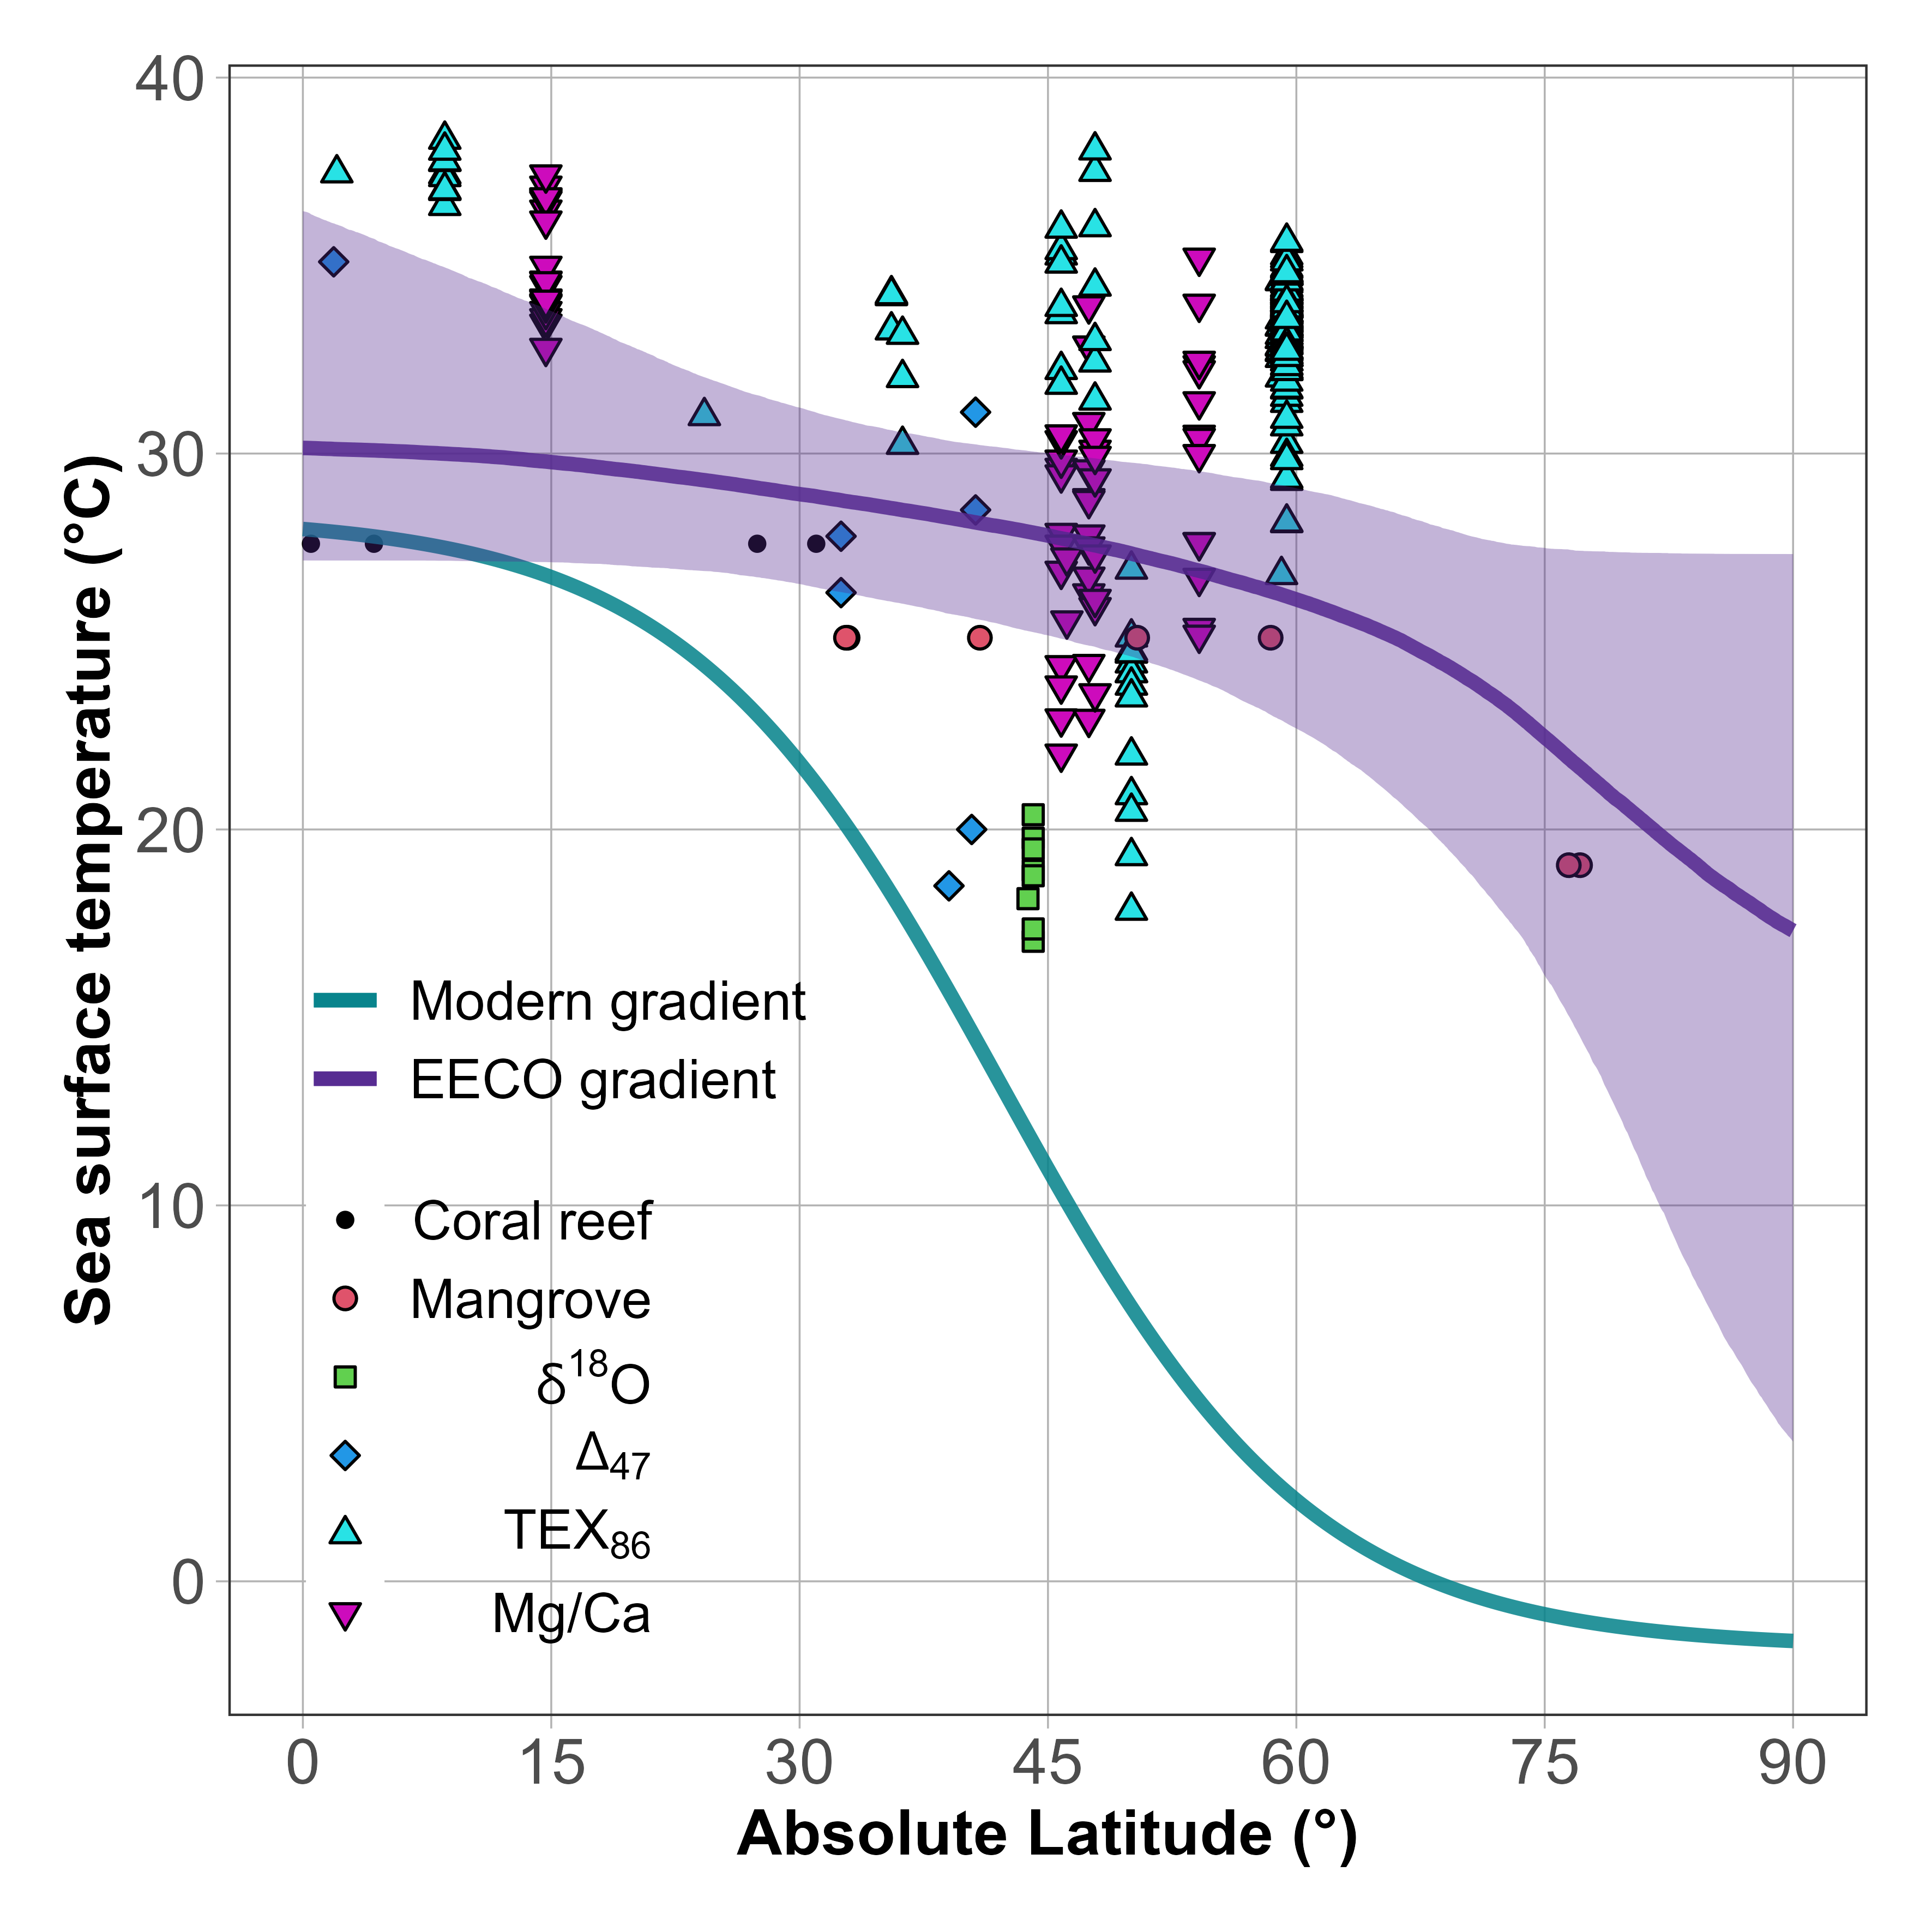 40
30
20
10
0
Sea surface temperature (°C)
Modern gradient
EECO gradient
Coral reef
Mangrove
δ¹⁸O
Δ₄₇
TEX₈₆
Mg/Ca
0 15 30 45 60 75 90
Absolute Latitude (°)